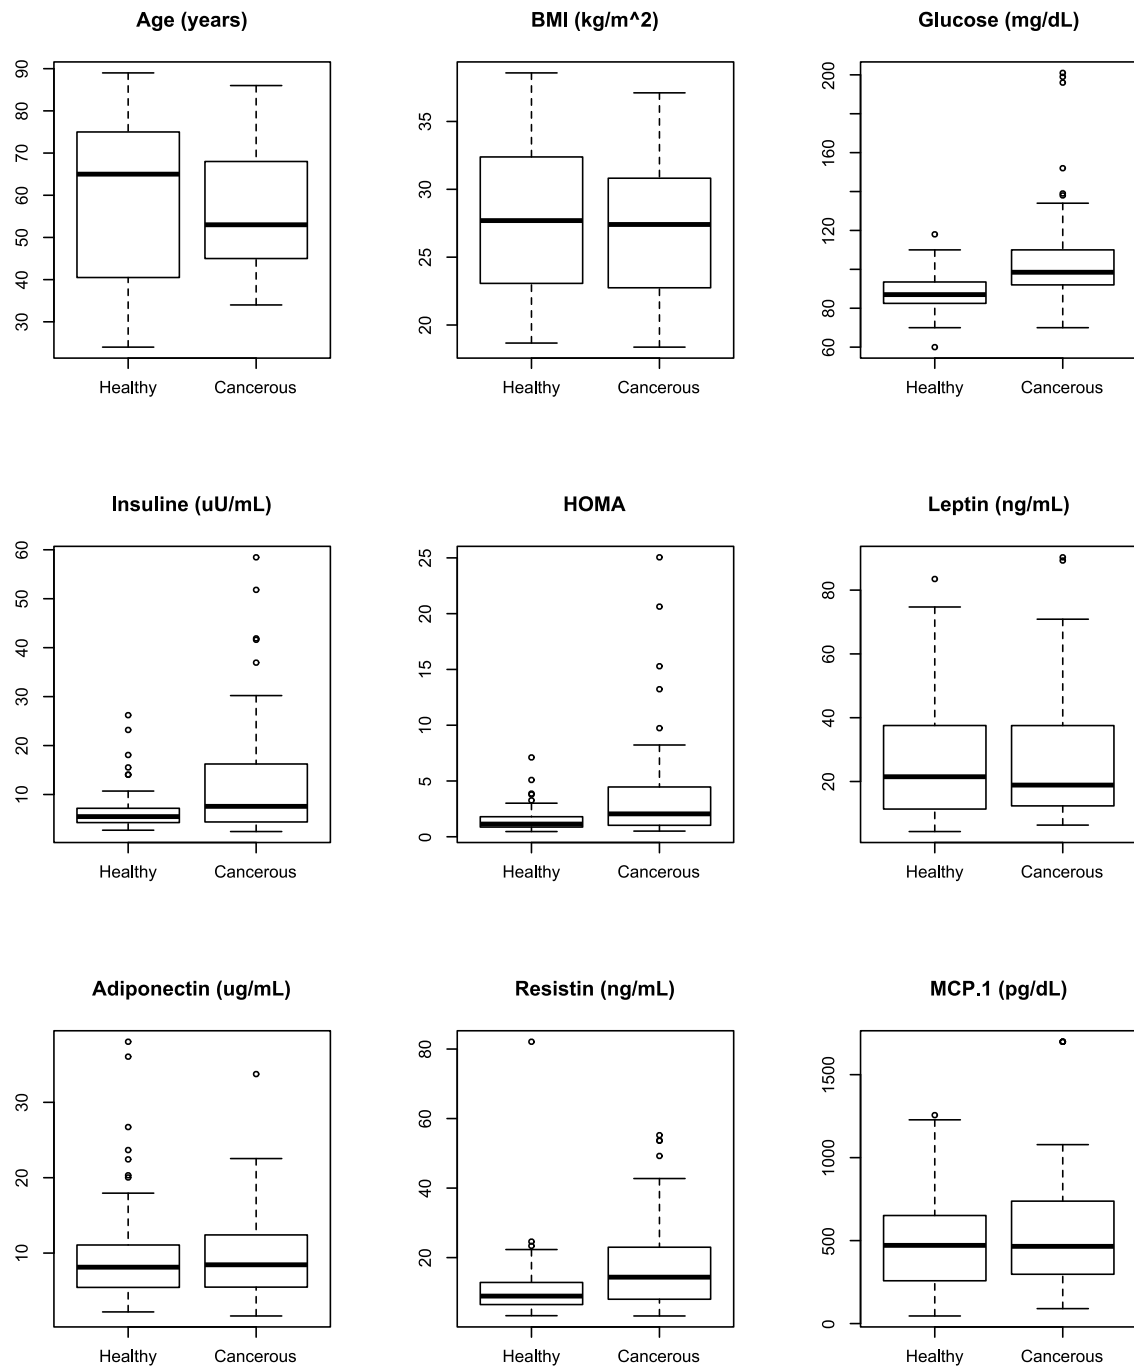 Age (years)
90
80
70
60
50
40
30
Healthy
Cancerous
BMI (kg/m^2)
35
30
25
20
Healthy
Cancerous
Glucose (mg/dL)
200
160
120
80
60
Healthy
Cancerous
Insuline (uU/mL)
60
50
40
30
20
10
Healthy
Cancerous
HOMA
25
20
15
10
5
0
Healthy
Cancerous
Leptin (ng/mL)
80
60
40
20
Healthy
Cancerous
Adiponectin (ug/mL)
30
20
10
Healthy
Cancerous
Resistin (ng/mL)
80
60
40
20
Healthy
Cancerous
MCP.1 (pg/dL)
1500
1000
500
0
Healthy
Cancerous